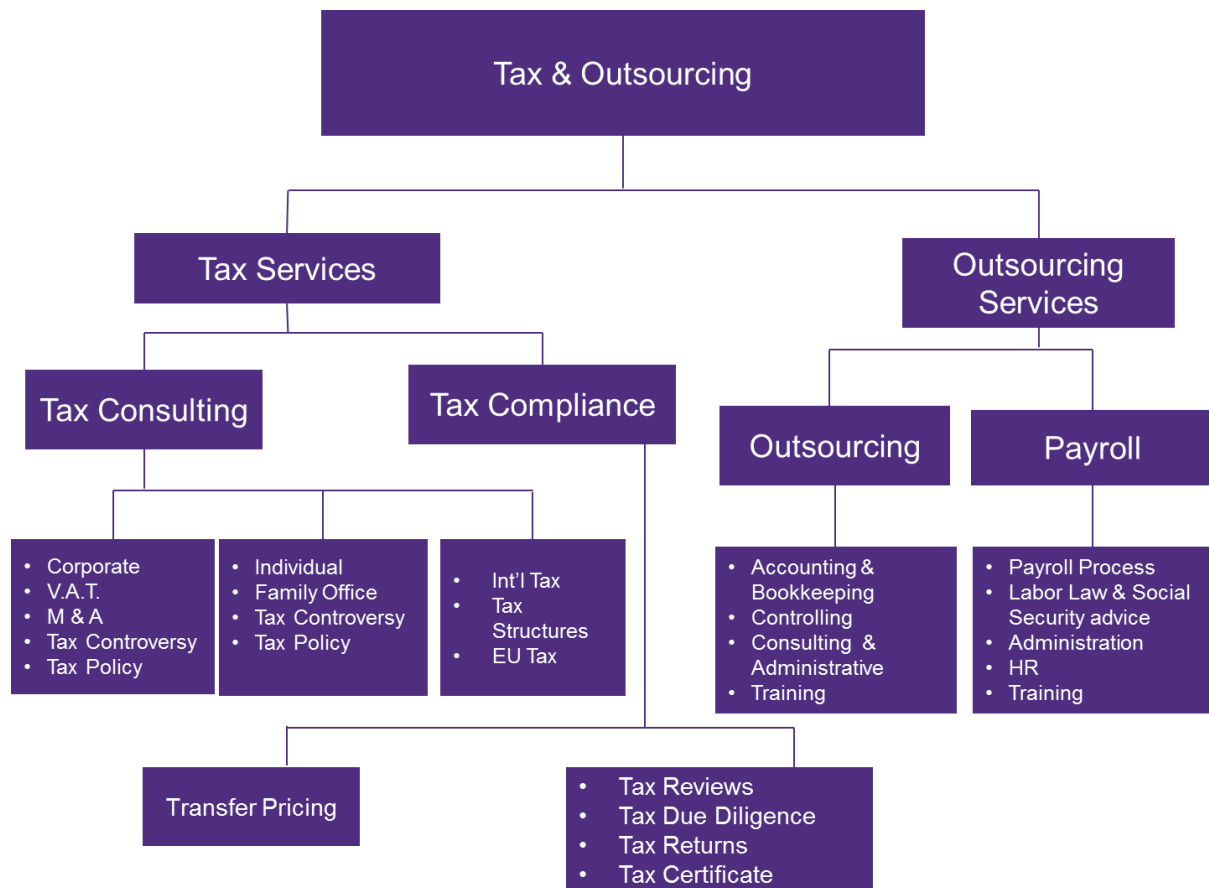 Tax & Outsourcing
Tax Services
Outsourcing
Services
Tax Consulting
Tax Compliance
Outsourcing
Payroll
• Corporate
• V.A.T.
• M & A
• Tax Controversy
• Tax Policy
• Individual
• Family Office
• Tax Controversy
• Tax Policy
• Int'l Tax
• Tax
Structures
• EU Tax
• Accounting &
Bookkeeping
• Controlling
• Consulting &
Administrative
• Training
• Payroll Process
• Labor Law & Social
Security advice
• Administration
• HR
• Training
Transfer Pricing
• Tax Reviews
• Tax Due Diligence
• Tax Returns
• Tax Certificate